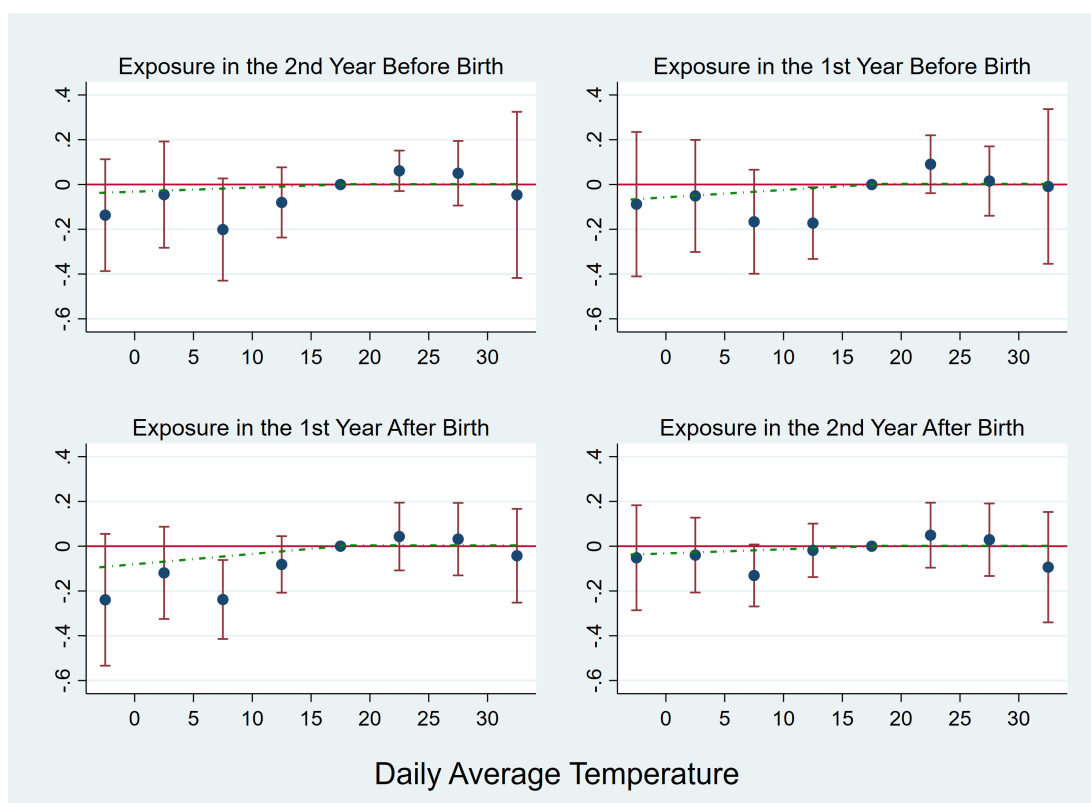 Exposure in the 2nd Year Before Birth
.4
.2
0
-.2
-.4
-.6
0 5 10 15 20 25 30
Exposure in the 1st Year Before Birth
.4
.2
0
-.2
-.4
-.6
0 5 10 15 20 25 30
Exposure in the 1st Year After Birth
.4
.2
0
-.2
-.4
-.6
0 5 10 15 20 25 30
Exposure in the 2nd Year After Birth
.4
.2
0
-.2
-.4
-.6
0 5 10 15 20 25 30
Daily Average Temperature